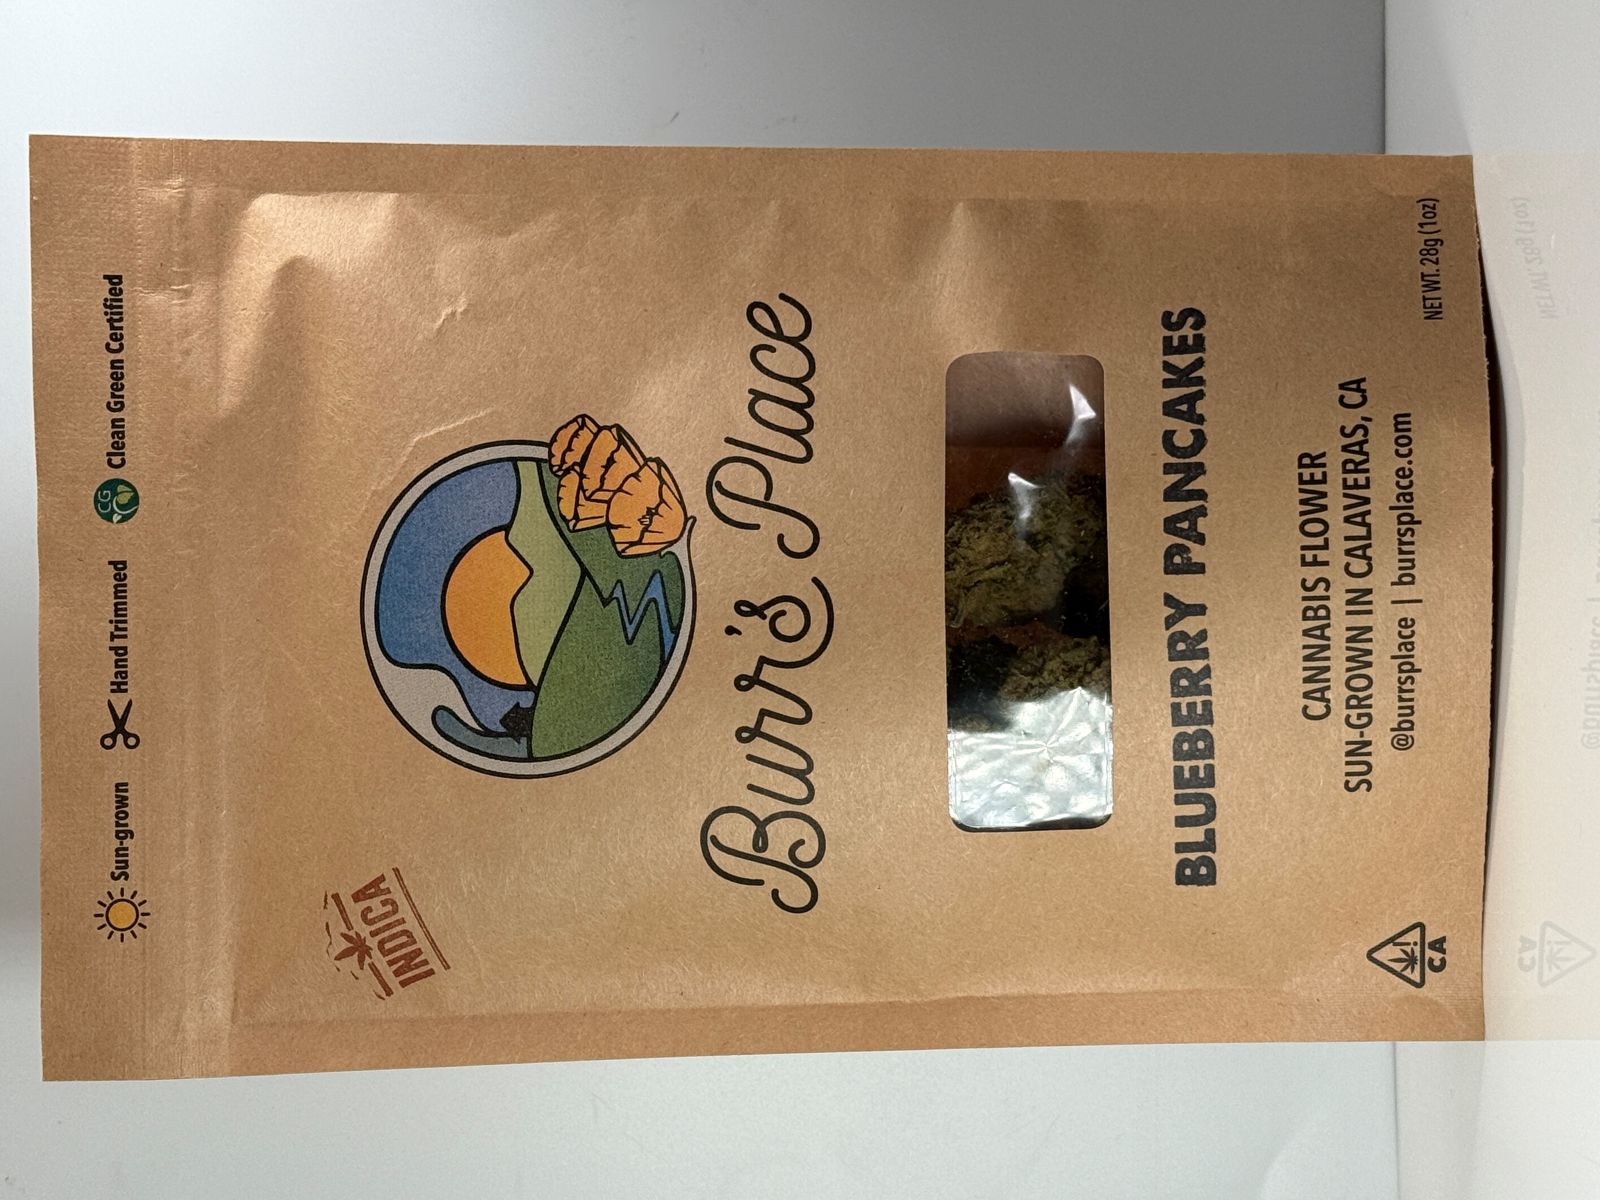 Sun-grown
Hand Trimmed
CG
Clean Green Certified
INDICA
Burr's Place
BLUEBERRY PANCAKES
CANNABIS FLOWER
SUN-GROWN IN CALAVERAS, CA
@burrsplace | burrsplace.com
CA
NET WT. 28g (1oz)